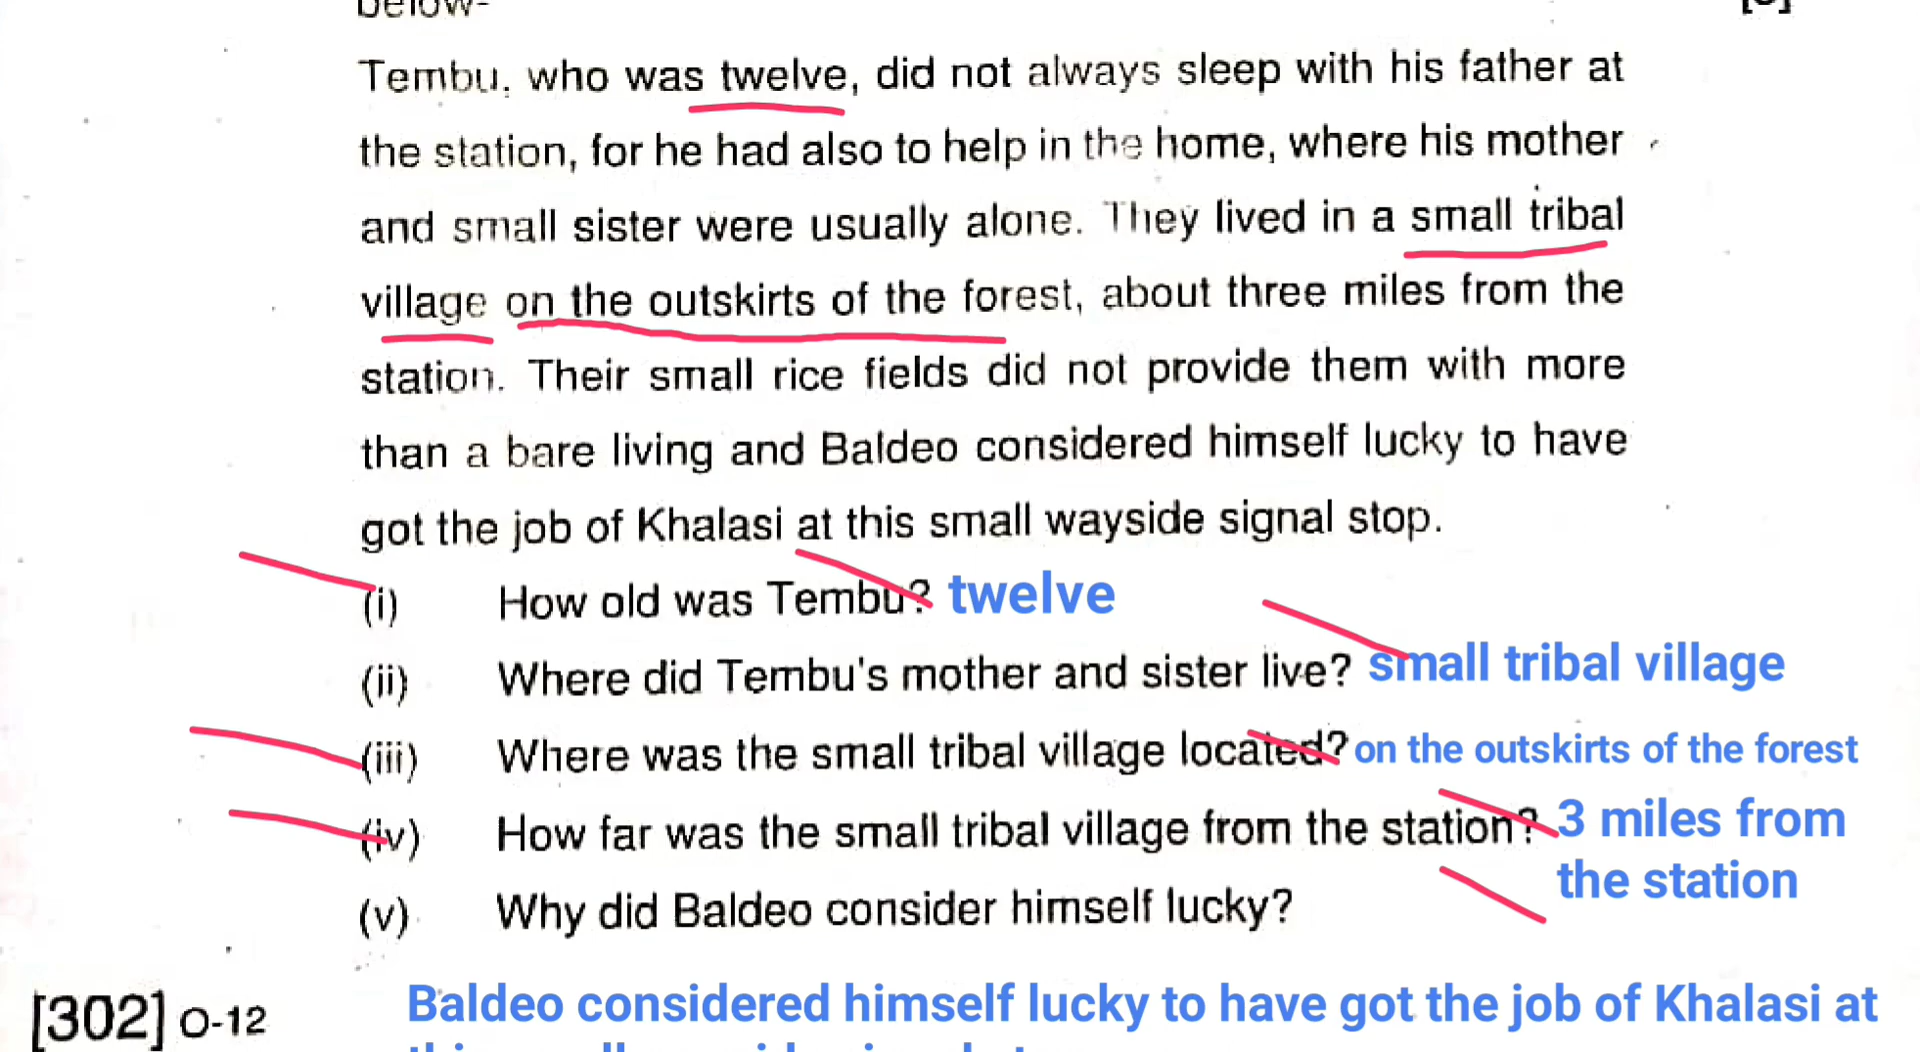 below-
Tembu, who was twelve, did not always sleep with his father at
the station, for he had also to help in the home, where his mother
and small sister were usually alone. They lived in a small tribal
village on the outskirts of the forest, about three miles from the
station. Their small rice fields did not provide them with more
than a bare living and Baldeo considered himself lucky to have
got the job of Khalasi at this small wayside signal stop.
(i) How old was Tembu? twelve
(ii) Where did Tembu's mother and sister live? small tribal village
(iii) Where was the small tribal village located? on the outskirts of the forest
(iv) How far was the small tribal village from the station? 3 miles from
the station
(v) Why did Baldeo consider himself lucky?
[302] O-12
Baldeo considered himself lucky to have got the job of Khalasi at